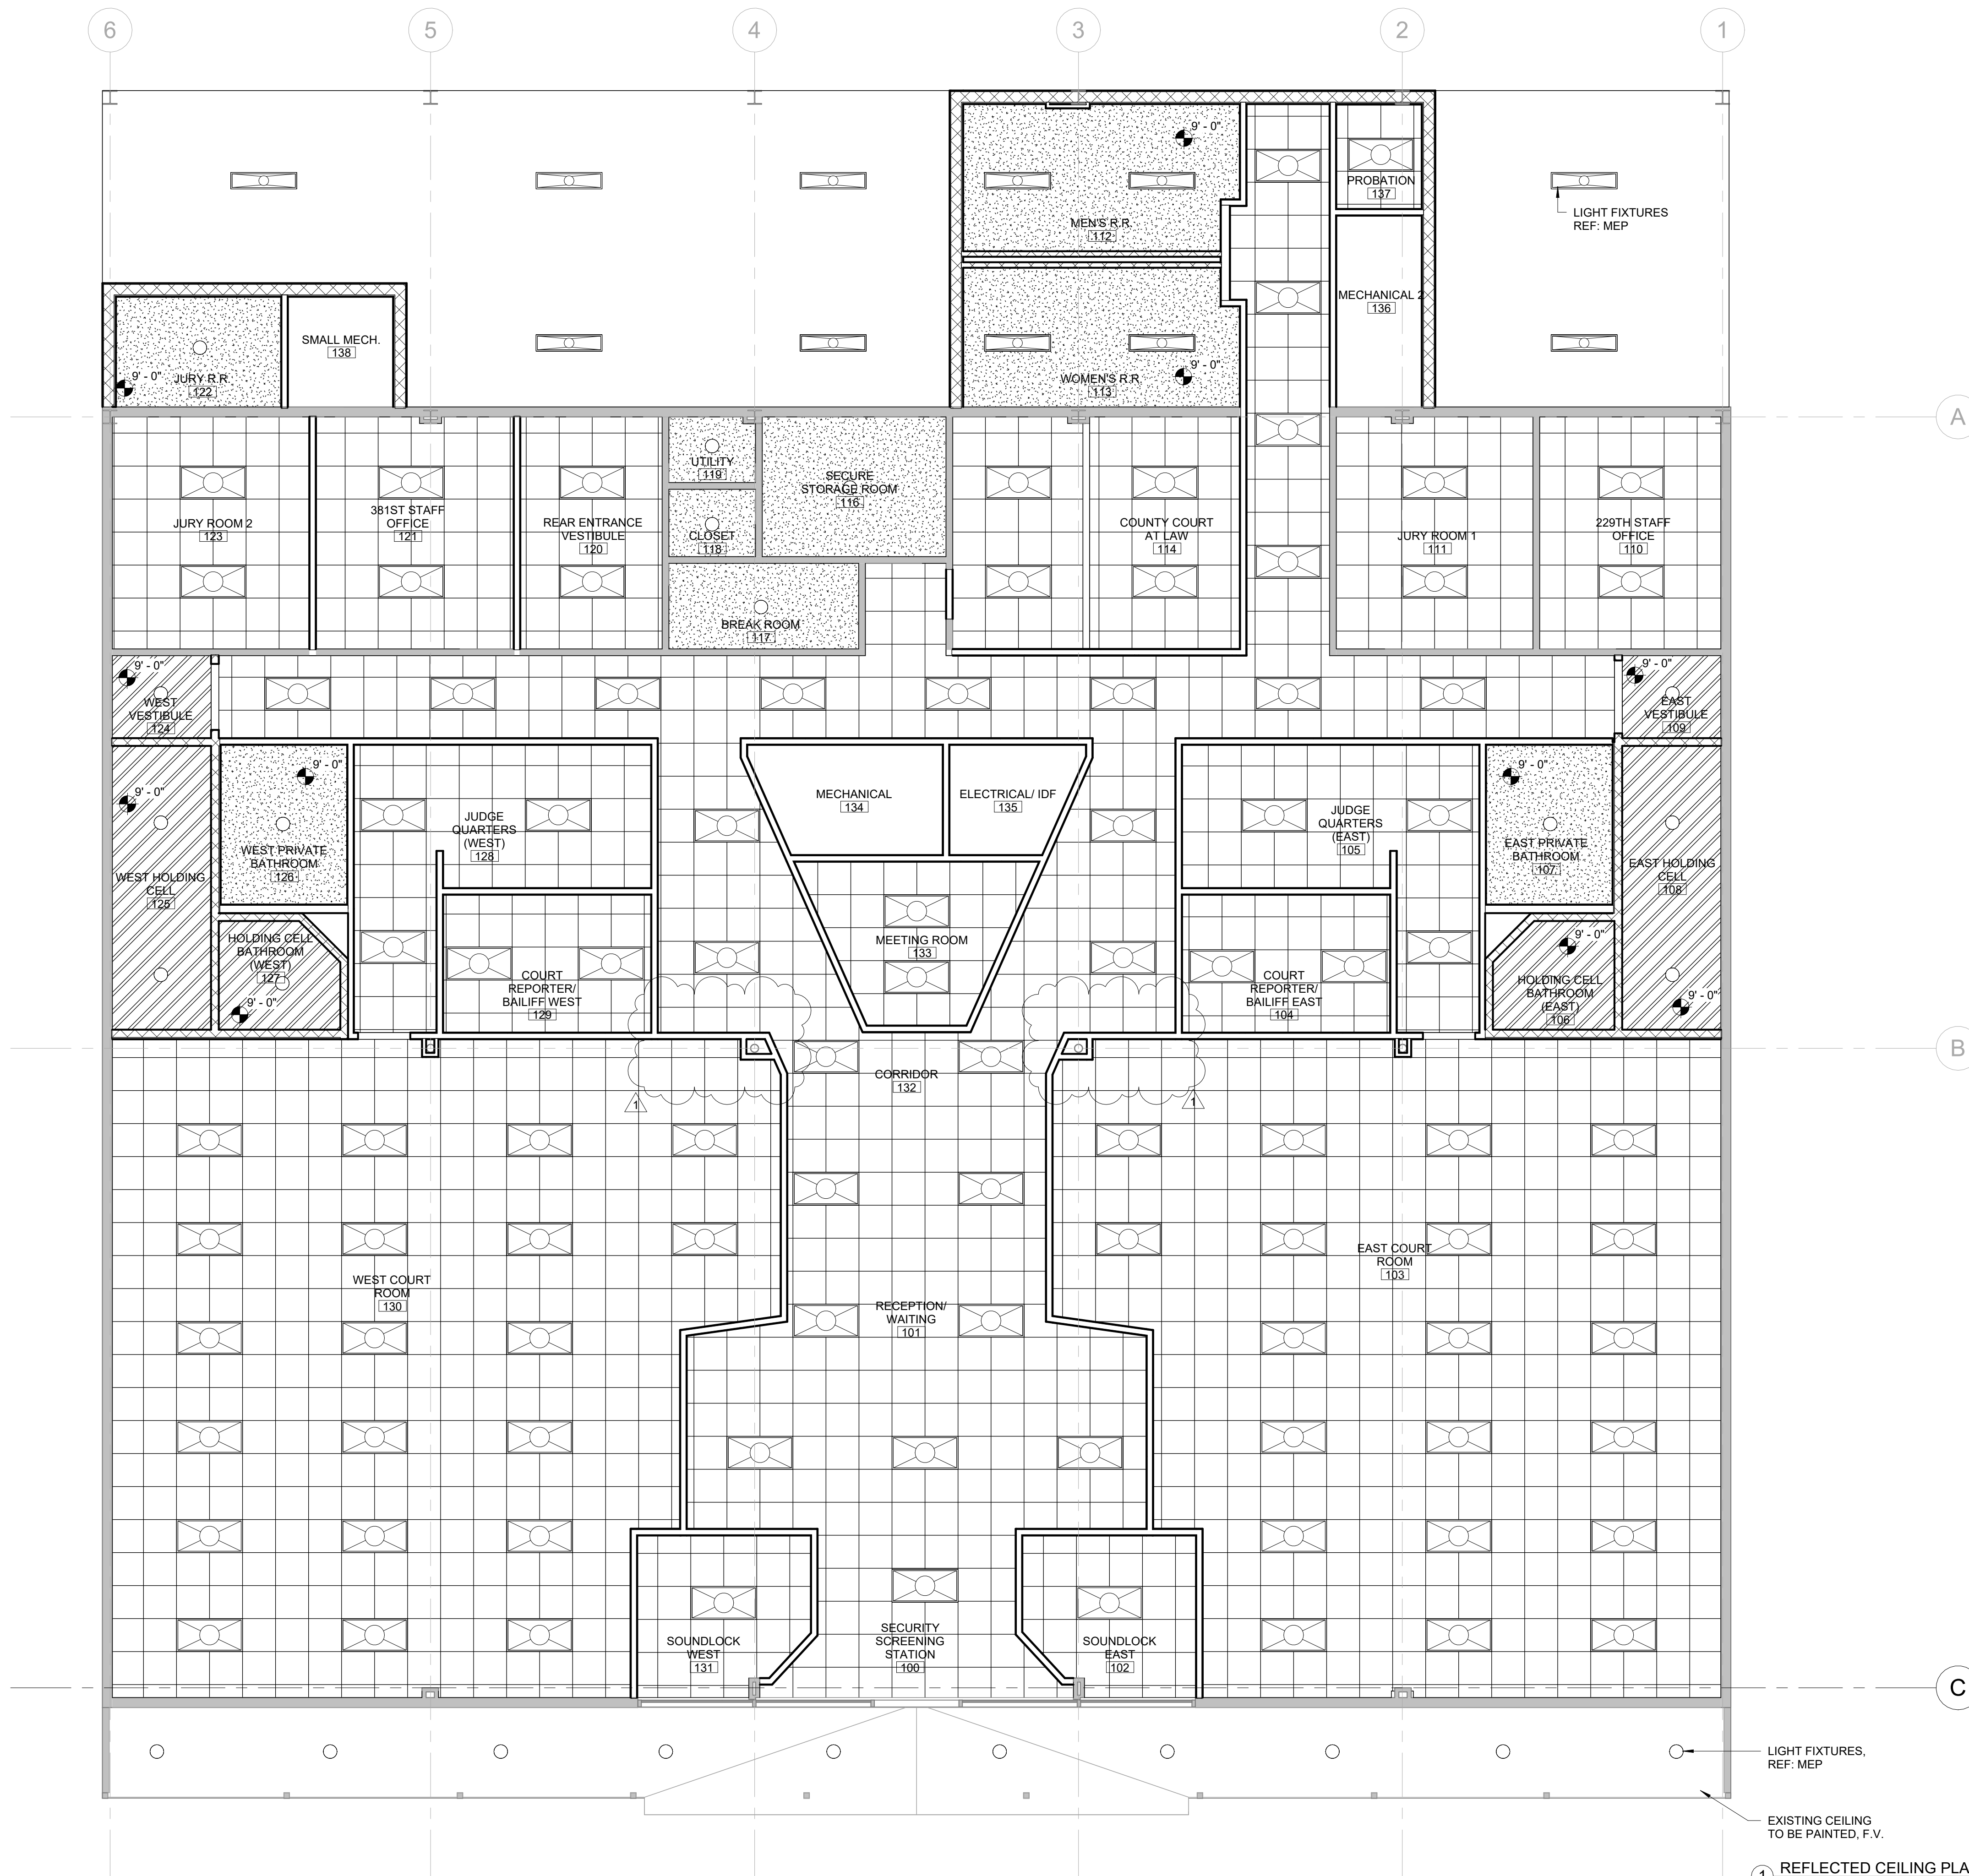 6
5
4
3
2
1
9' - 0"
PROBATION
137
LIGHT FIXTURES
REF: MEP
MEN'S R.R.
112
MECHANICAL 2
136
SMALL MECH.
138
9' - 0"
JURY R.R.
122
9' - 0"
WOMEN'S R.R.
113
A
UTILITY
119
SECURE
STORAGE ROOM
116
JURY ROOM 2
123
381ST STAFF
OFFICE
121
REAR ENTRANCE
VESTIBULE
120
CLOSET
118
COUNTY COURT
AT LAW
114
JURY ROOM 1
111
229TH STAFF
OFFICE
110
BREAK ROOM
117
9' - 0"
WEST
VESTIBULE
124
9' - 0"
EAST
VESTIBULE
109
9' - 0"
9' - 0"
MECHANICAL
134
ELECTRICAL/ IDF
135
9' - 0"
JUDGE
QUARTERS
(WEST)
128
JUDGE
QUARTERS
(EAST)
105
WEST PRIVATE
BATHROOM
126
EAST PRIVATE
BATHROOM
107
WEST HOLDING
CELL
125
EAST HOLDING
CELL
108
HOLDING CELL
BATHROOM
(WEST)
127
9' - 0"
MEETING ROOM
133
9' - 0"
COURT
REPORTER/
BAILIFF WEST
129
COURT
REPORTER/
BAILIFF EAST
104
HOLDING CELL
BATHROOM
(EAST)
106
9' - 0"
B
CORRIDOR
132
1
1
WEST COURT
ROOM
130
EAST COURT
ROOM
103
RECEPTION/
WAITING
101
SOUNDLOCK
WEST
131
SECURITY
SCREENING
STATION
100
SOUNDLOCK
EAST
102
C
LIGHT FIXTURES,
REF: MEP
EXISTING CEILING
TO BE PAINTED, F.V.
1
REFLECTED CEILING PLA